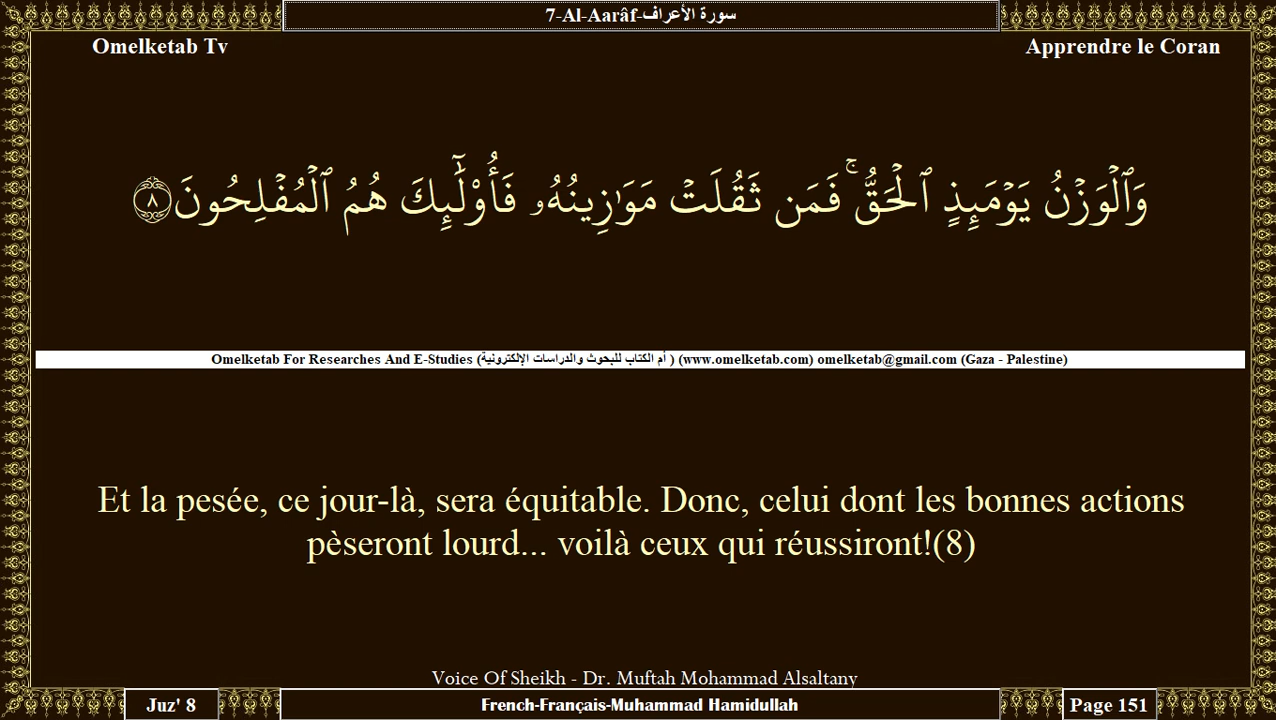 7-Al-Aarâf-سورة الأعراف
Omelketab Tv
Apprendre le Coran
وَٱلْوَزْنُ يَوْمَئِذٍ ٱلْحَقُّ ۚ فَمَن ثَقُلَتْ مَوَٰزِينُهُۥ فَأُو۟لَٰٓئِكَ هُمُ ٱلْمُفْلِحُونَ ٨
Omelketab For Researches And E-Studies (أم الكتاب للبحوث والدراسات الإلكترونية ) (www.omelketab.com) omelketab@gmail.com (Gaza - Palestine)
Et la pesée, ce jour-là, sera équitable. Donc, celui dont les bonnes actions
pèseront lourd... voilà ceux qui réussiront!(8)
Voice Of Sheikh - Dr. Muftah Mohammad Alsaltany
Juz' 8
French-Français-Muhammad Hamidullah
Page 151